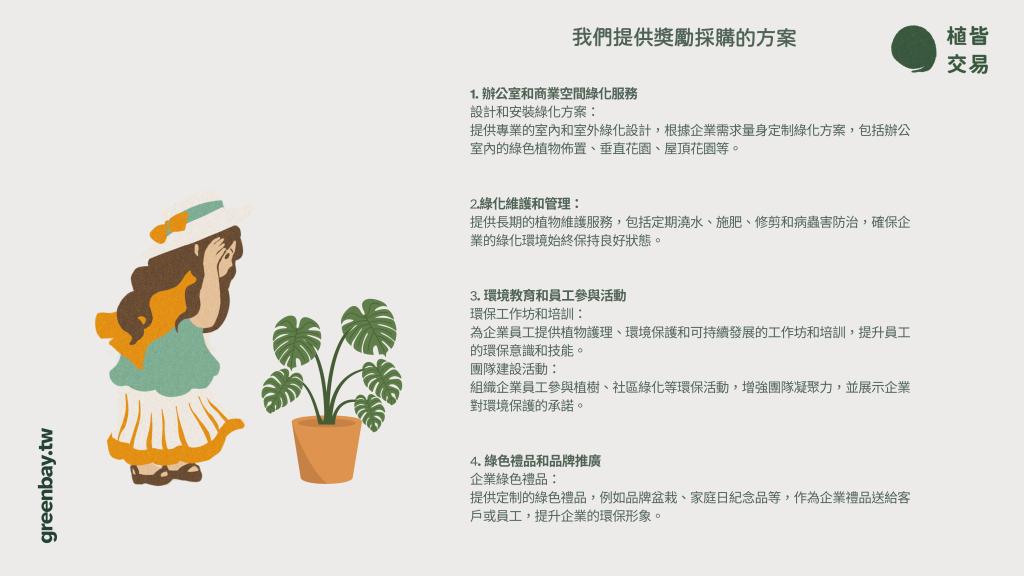 我們提供獎勵採購的方案
植皆
交易
1. 辦公室和商業空間綠化服務
設計和安裝綠化方案：
提供專業的室內和室外綠化設計，根據企業需求量身定制綠化方案，包括辦公
室內的綠色植物佈置、垂直花園、屋頂花園等。
2.綠化維護和管理：
提供長期的植物維護服務，包括定期澆水、施肥、修剪和病蟲害防治，確保企
業的綠化環境始終保持良好狀態。
3. 環境教育和員工參與活動
環保工作坊和培訓：
為企業員工提供植物護理、環境保護和可持續發展的工作坊和培訓，提升員工
的環保意識和技能。
團隊建設活動：
組織企業員工參與植樹、社區綠化等環保活動，增強團隊凝聚力，並展示企業
對環境保護的承諾。
4. 綠色禮品和品牌推廣
企業綠色禮品：
提供定制的綠色禮品，例如品牌盆栽、家庭日紀念品等，作為企業禮品送給客
戶或員工，提升企業的環保形象。
greenbay.tw